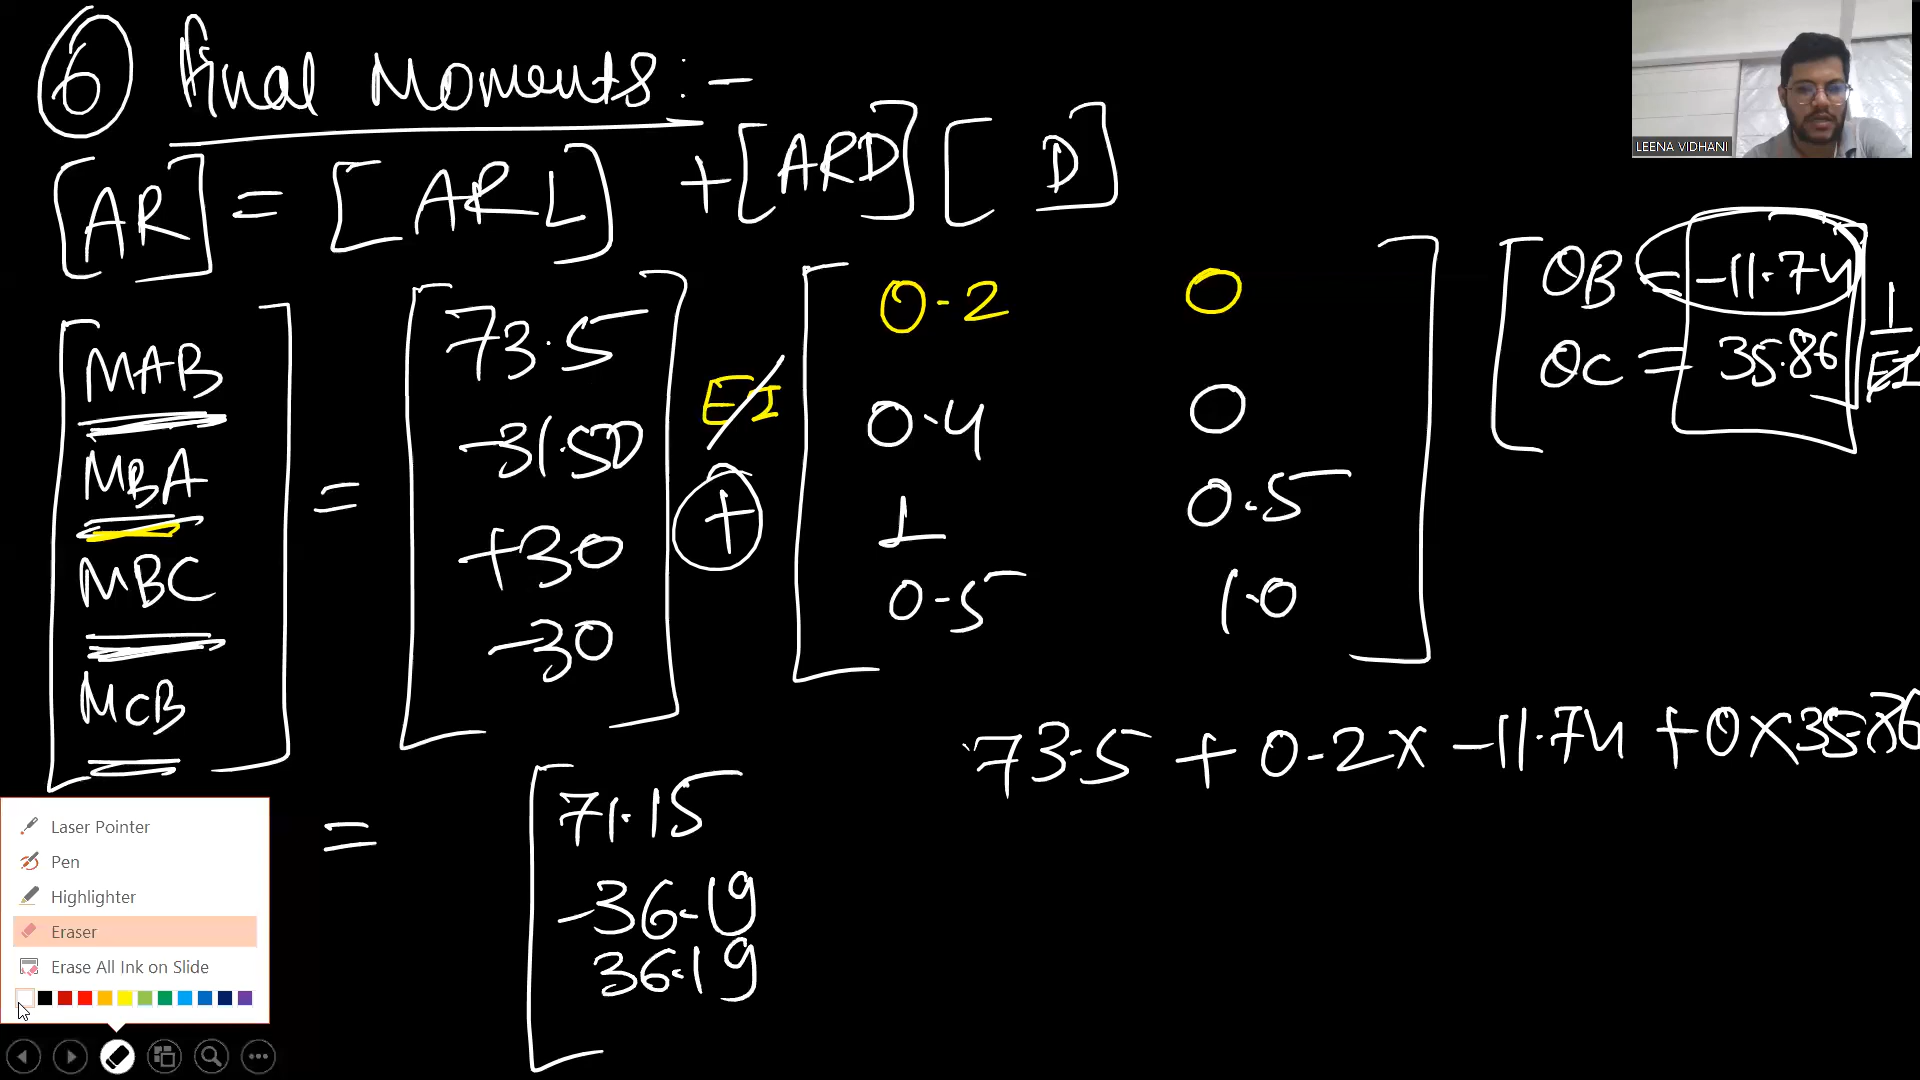 6 final Moments:-
[AR] = [ARL] + [ARD] [D]
[MAB MBA MBC MCB] = [73.5 -31.50 +30 -30] + EI [0.2 0 0.4 0 1 0.5 0.5 1.0] [OB = -11.74 OC = 35.86] 1/EI
73.5 + 0.2 x -11.74 + 0 x 35.86
= [71.15
-36.19
36.19
LEENA VIDHANI
Laser Pointer
Pen
Highlighter
Eraser
Erase All Ink on Slide